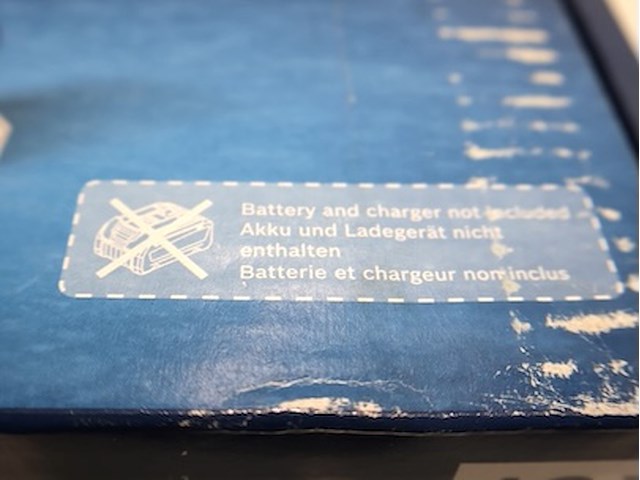 Battery and charger not included
Akku und Ladegerät nicht
enthalten
Batterie et chargeur non inclus